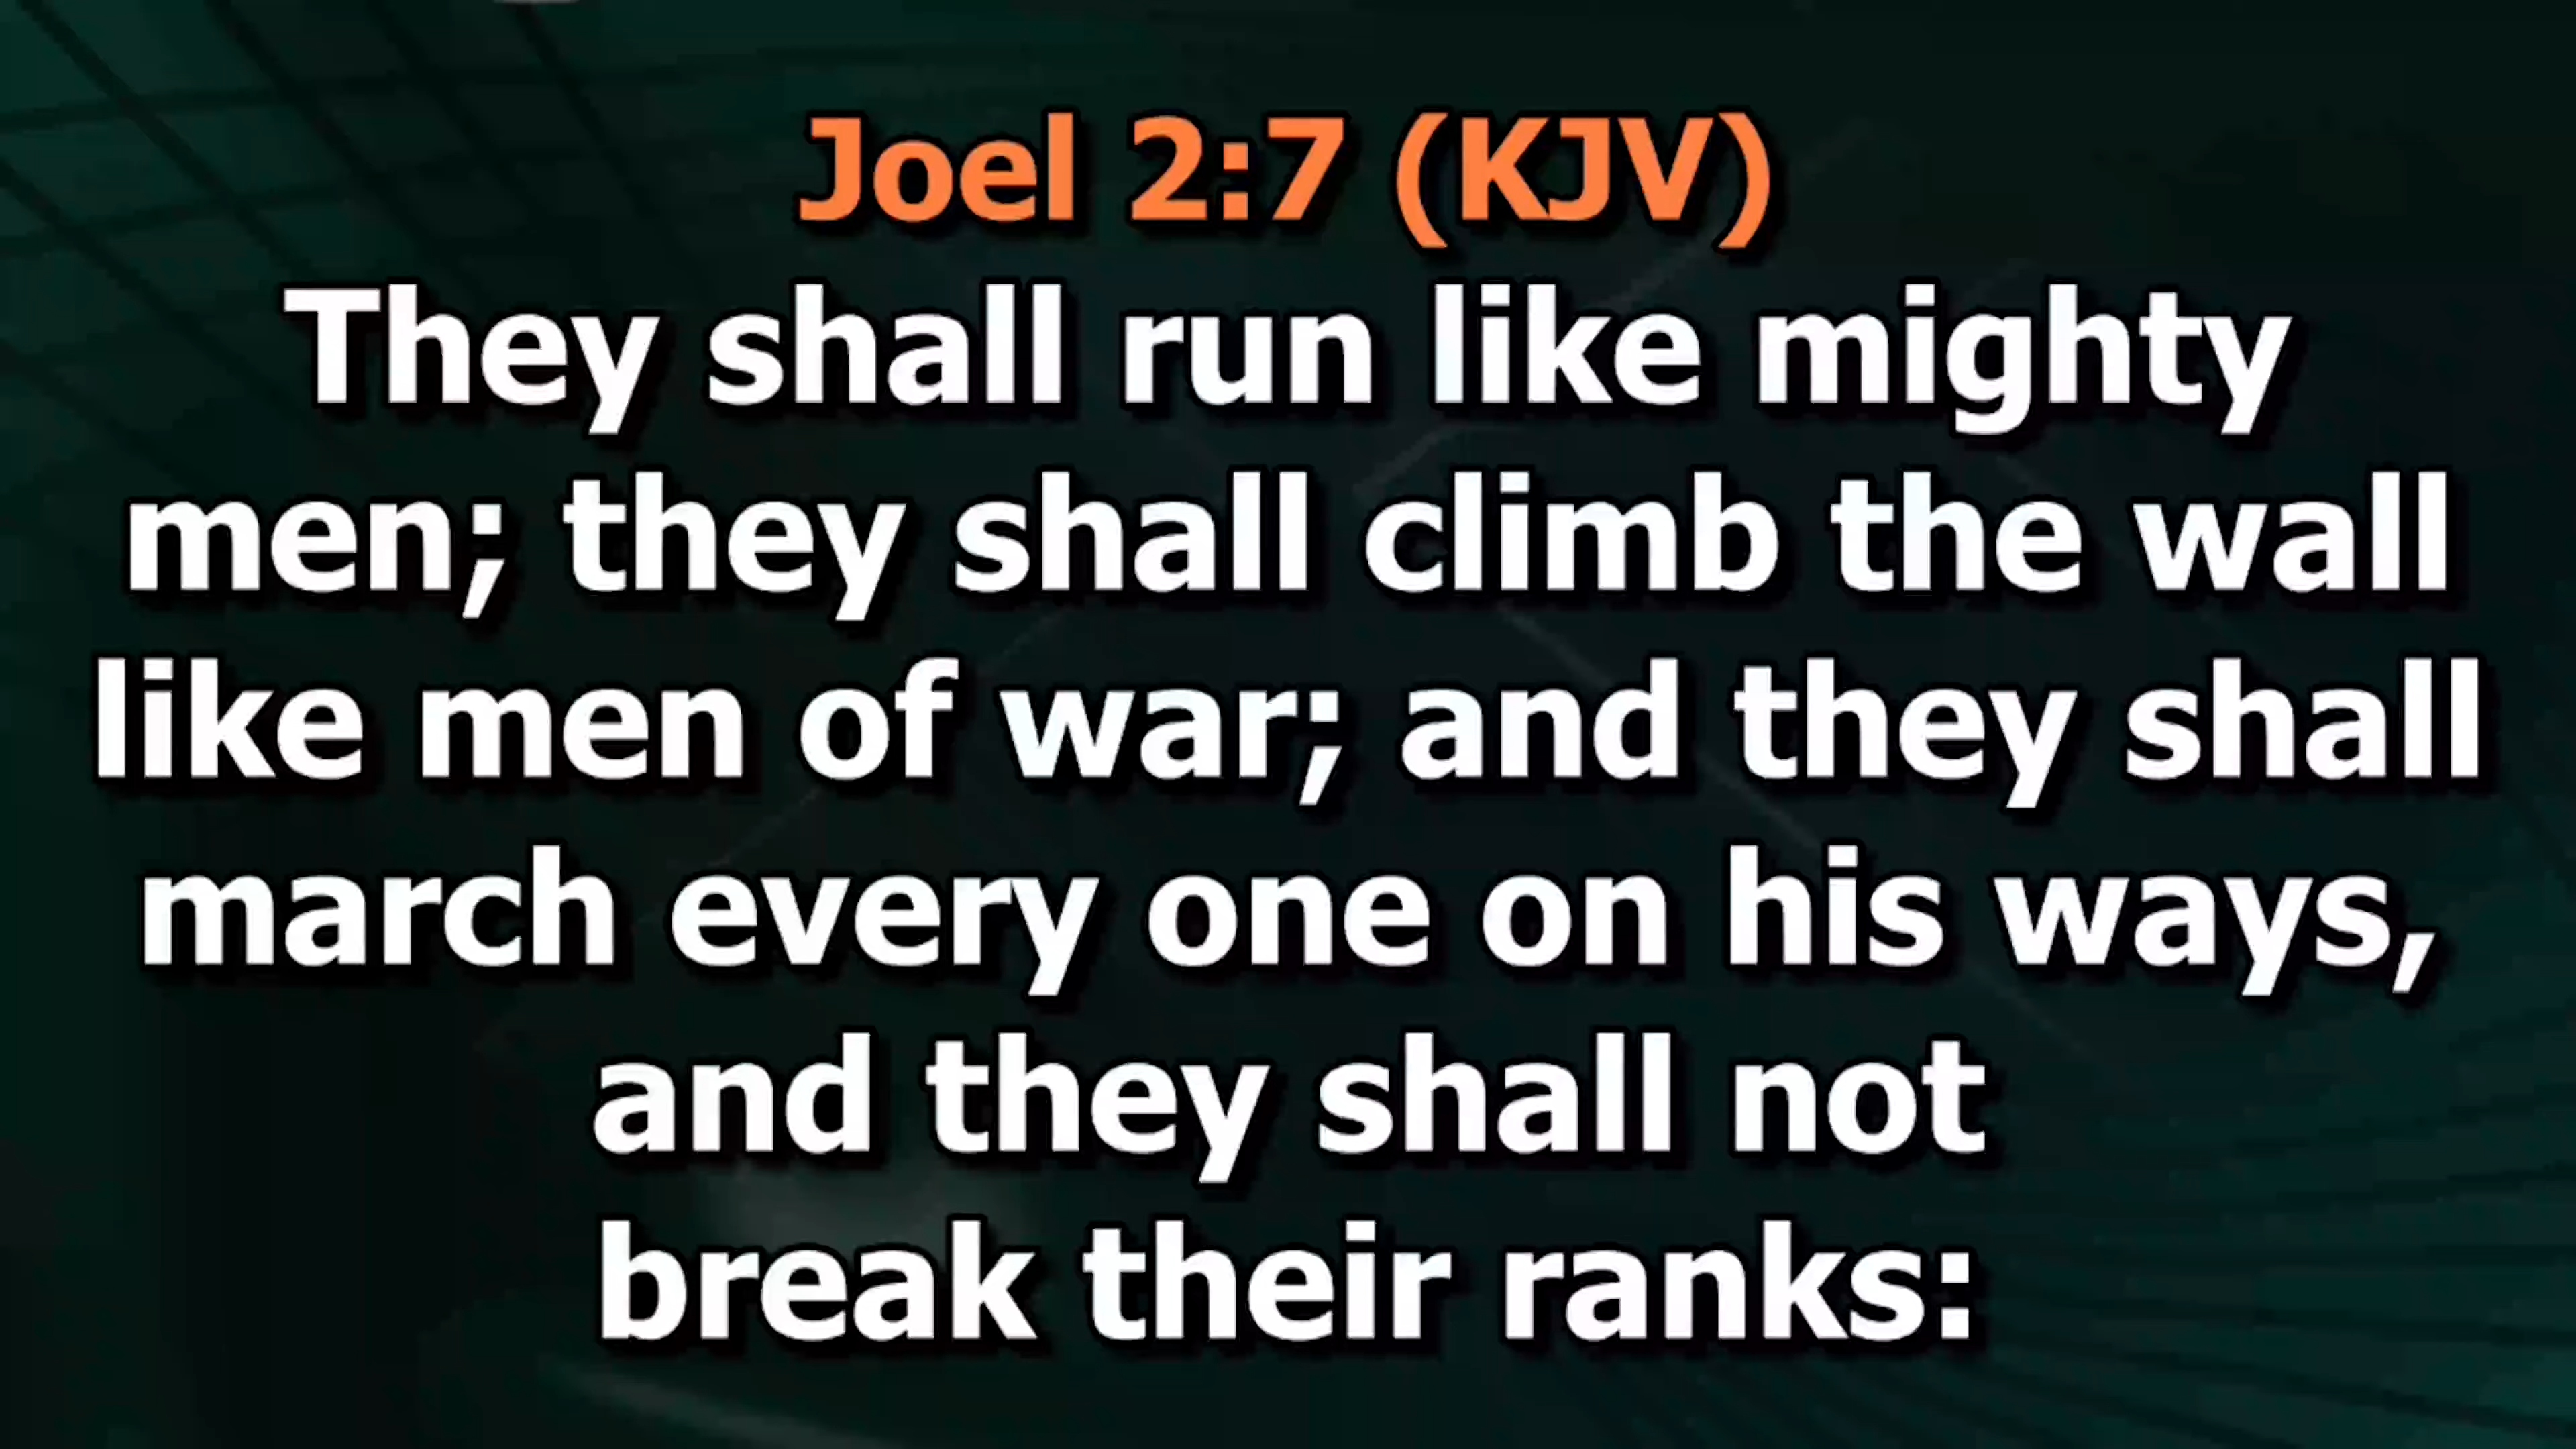 Joel 2:7 (KJV)
They shall run like mighty
men; they shall climb the wall
like men of war; and they shall
march every one on his ways,
and they shall not
break their ranks: